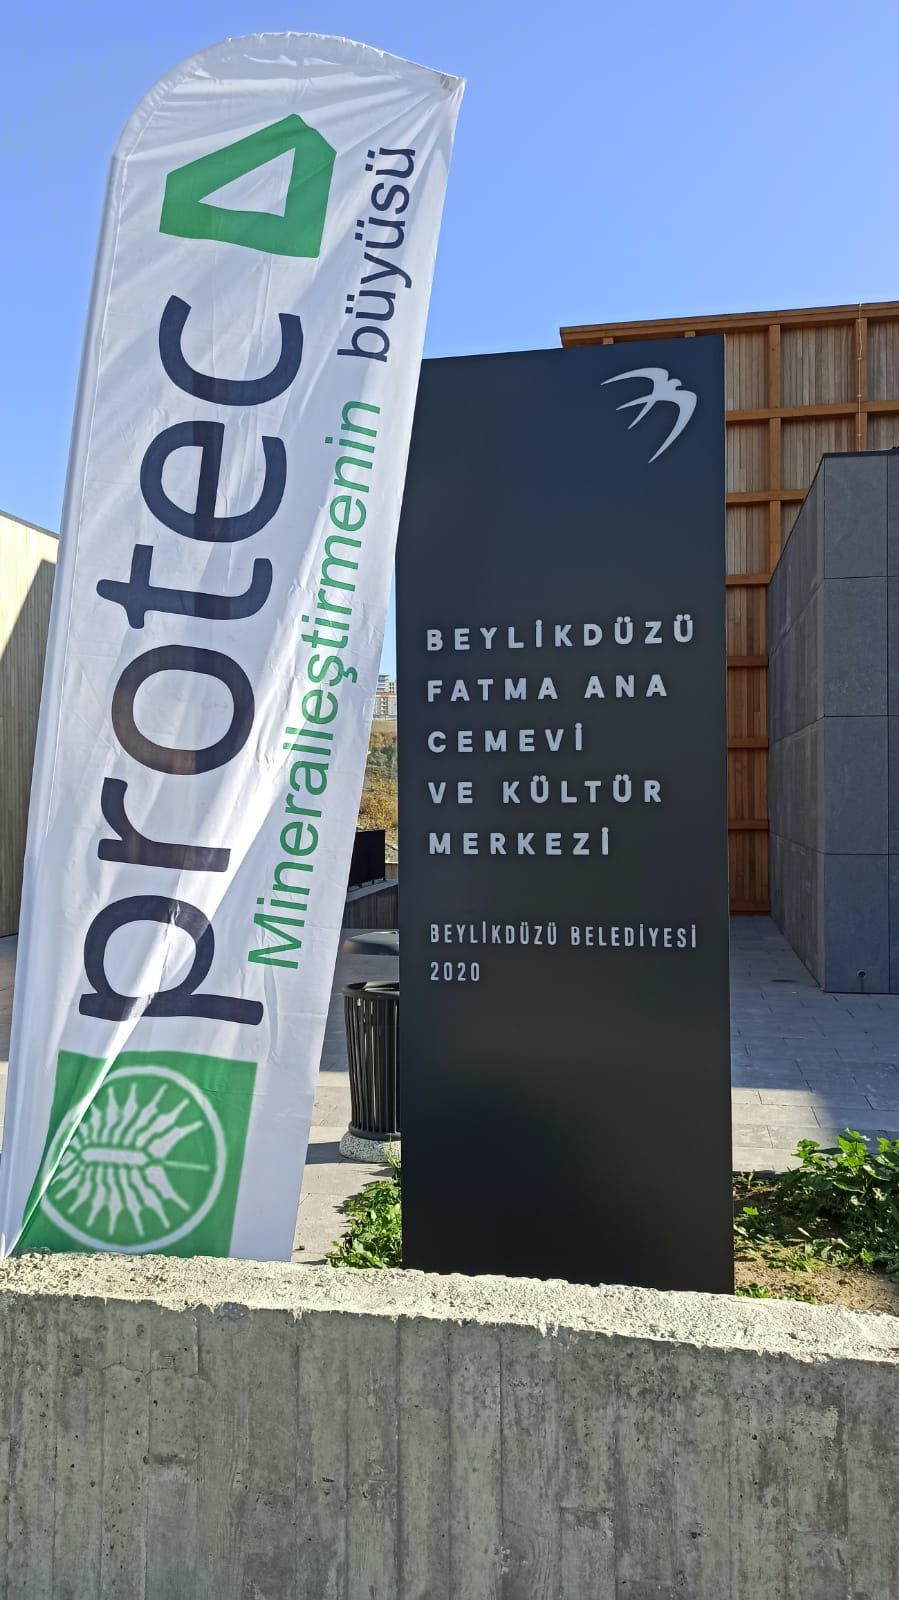 protec
Mineralleştirmenin büyüsü
BEYLİKDÜZÜ
FATMA ANA
CEMEVİ
VE KÜLTÜR
MERKEZİ
BEYLİKDÜZÜ BELEDİYESİ
2020